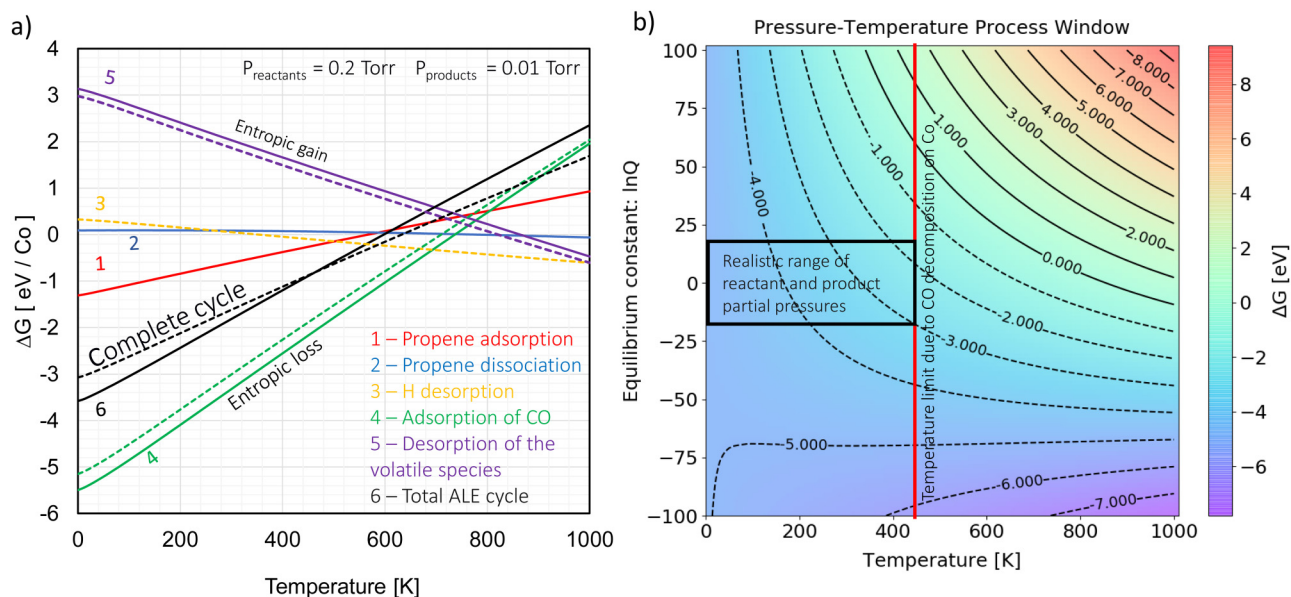 a)
P_reactants = 0.2 Torr P_products = 0.01 Torr
4
3
2
1
0
-1
-2
-3
-4
-5
-6
ΔG [ eV / Co ]
5
Entropic gain
3
2
1
Complete cycle
Entropic loss
6
4
1 – Propene adsorption
2 – Propene dissociation
3 – H desorption
4 – Adsorption of CO
5 – Desorption of the
volatile species
6 – Total ALE cycle
0 200 400 600 800 1000
Temperature [K]
b)
Pressure-Temperature Process Window
100
75
50
25
0
−25
−50
−75
−100
Equilibrium constant: lnQ
-4.000
-1.000
1.000
0.000
2.000
3.000
4.000
5.000
6.000
7.000
8.000
-2.000
-3.000
-5.000
-6.000
-7.000
Realistic range of
reactant and product
partial pressures
Temperature limit due to CO decomposition on Co
0 200 400 600 800 1000
Temperature [K]
8
6
4
2
0
−2
−4
−6
ΔG [eV]